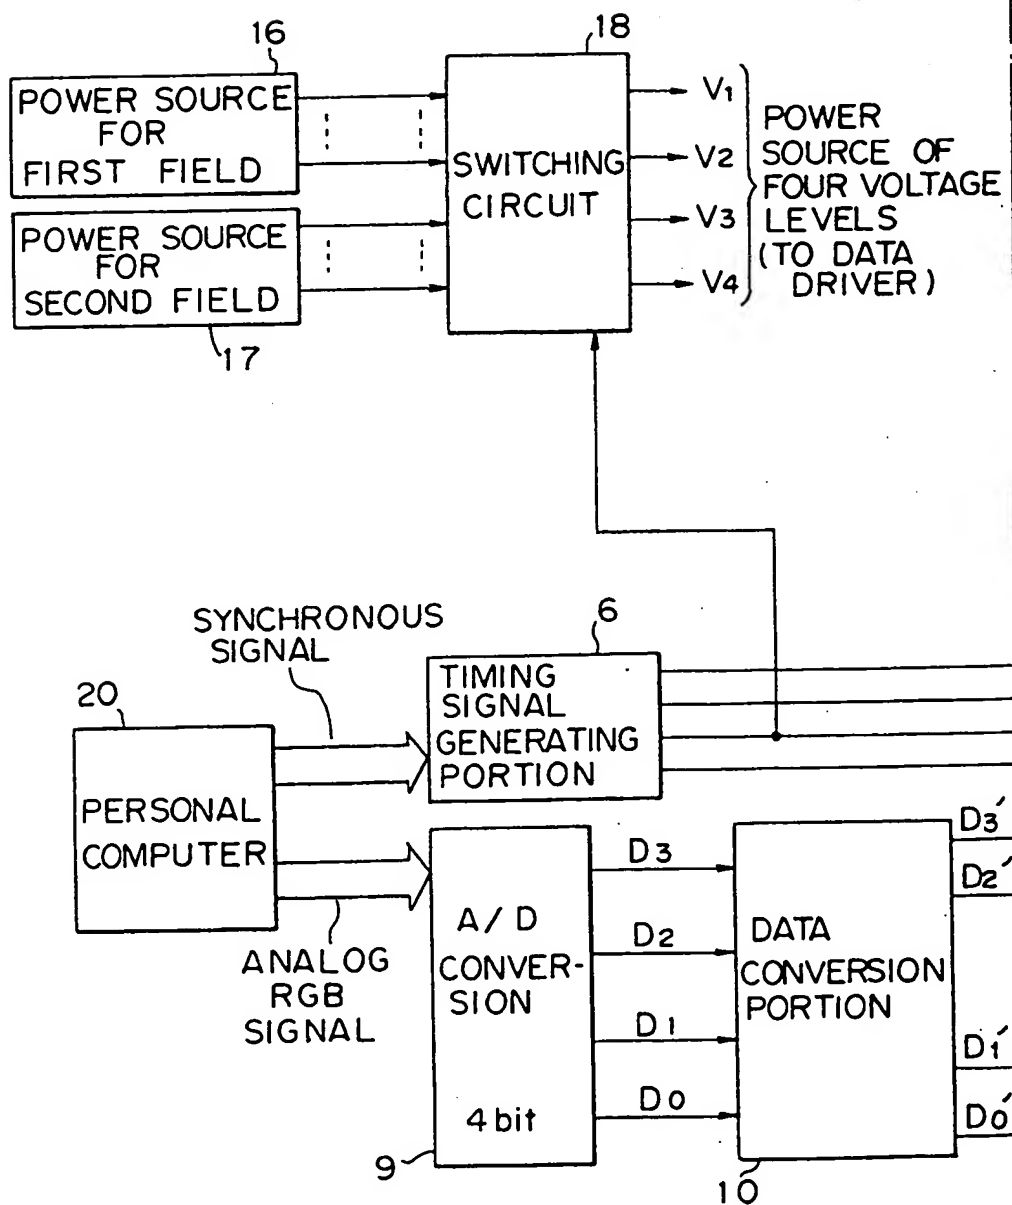 16
POWER SOURCE
FOR
FIRST FIELD
POWER SOURCE
FOR
SECOND FIELD
17
18
SWITCHING
CIRCUIT
V1
V2
V3
V4
POWER
SOURCE OF
FOUR VOLTAGE
LEVELS
(TO DATA
DRIVER)
SYNCHRONOUS
SIGNAL
6
TIMING
SIGNAL
GENERATING
PORTION
20
PERSONAL
COMPUTER
ANALOG
RGB
SIGNAL
A/D
CONVER-
SION
4bit
9
D3
D2
D1
D0
DATA
CONVERSION
PORTION
10
D3'
D2'
D1'
D0'